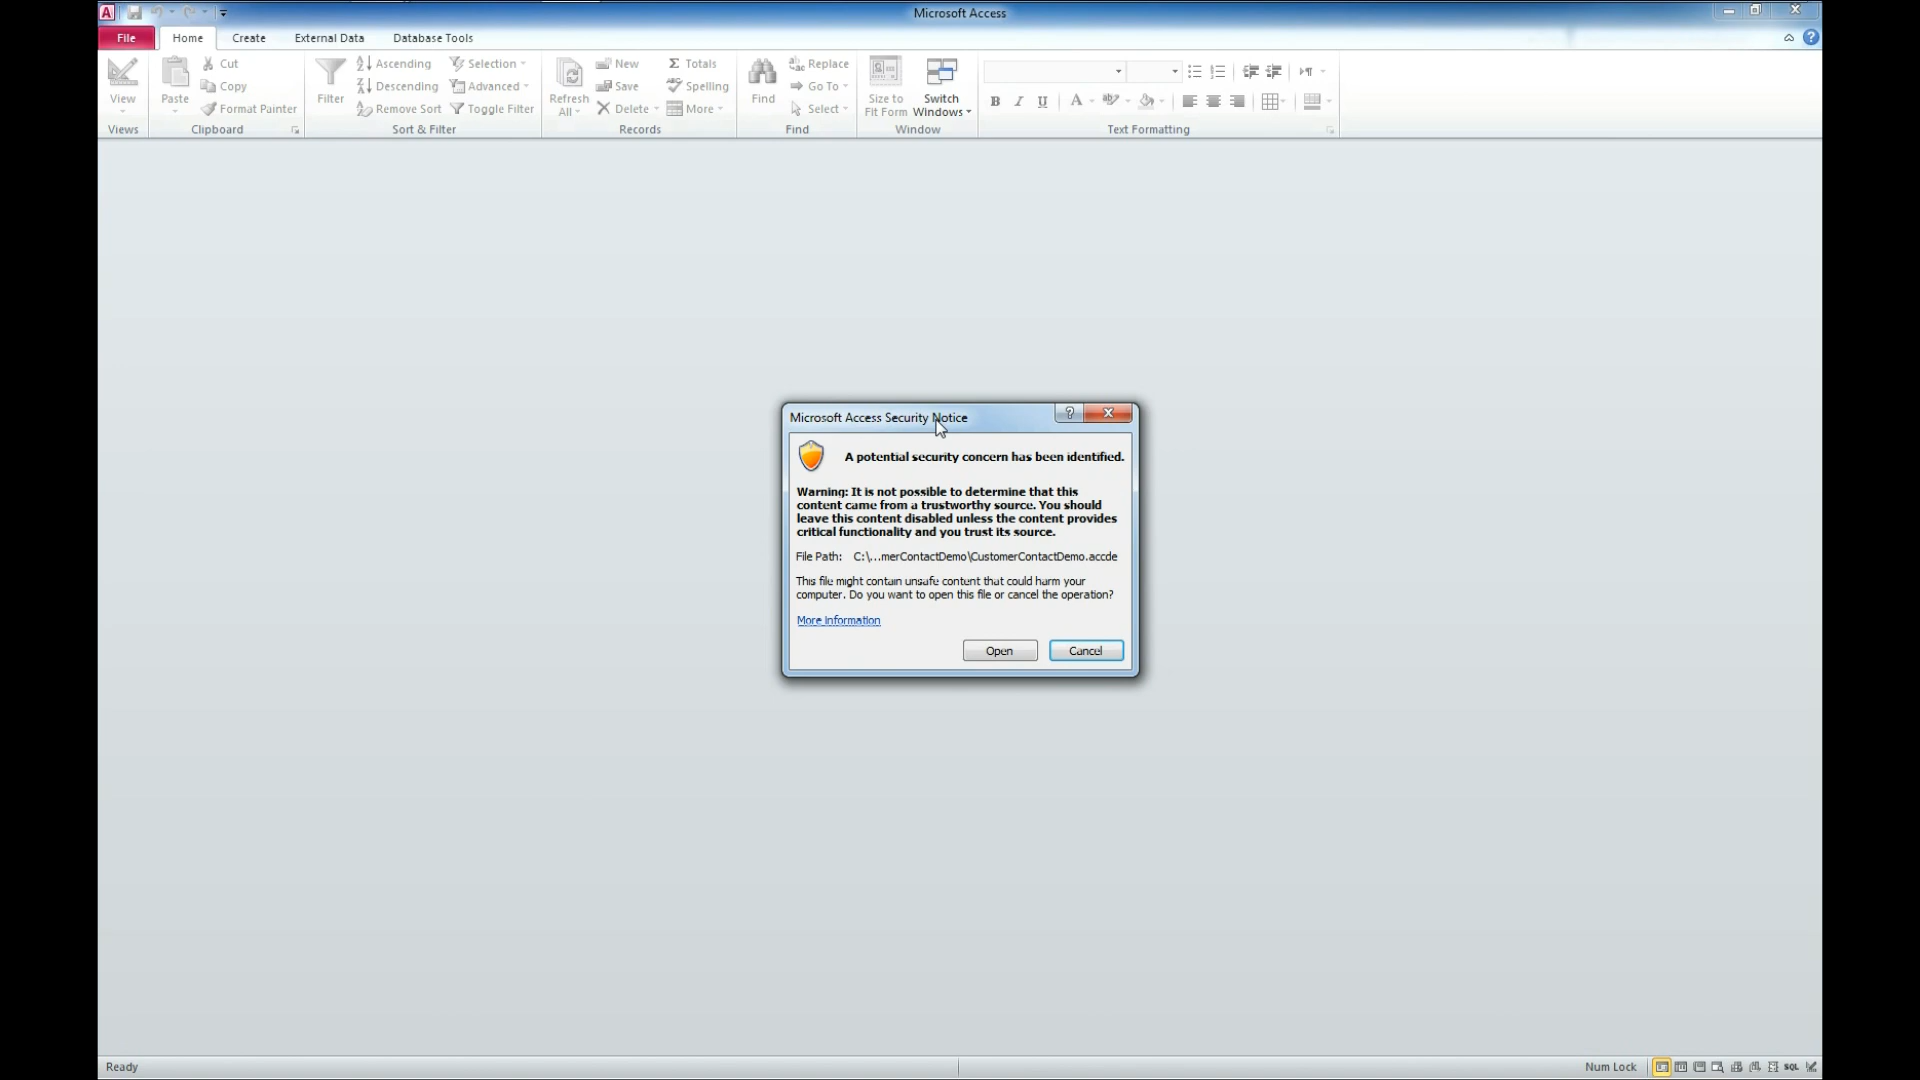 Microsoft Access
File Home Create External Data Database Tools
View
Views
Paste
Cut
Copy
Format Painter
Clipboard
Filter
Ascending
Descending
Remove Sort
Selection
Advanced
Toggle Filter
Sort & Filter
Refresh
All
New
Save
Delete
Totals
Spelling
More
Records
Find
Replace
Go To
Select
Find
Size to
Fit Form
Switch
Windows
Window
B I U A
Text Formatting
Microsoft Access Security Notice
A potential security concern has been identified.
Warning: It is not possible to determine that this
content came from a trustworthy source. You should
leave this content disabled unless the content provides
critical functionality and you trust its source.
File Path: C:\...merContactDemo\CustomerContactDemo.accde
This file might contain unsafe content that could harm your
computer. Do you want to open this file or cancel the operation?
More information
Open Cancel
Ready
Num Lock
SQL